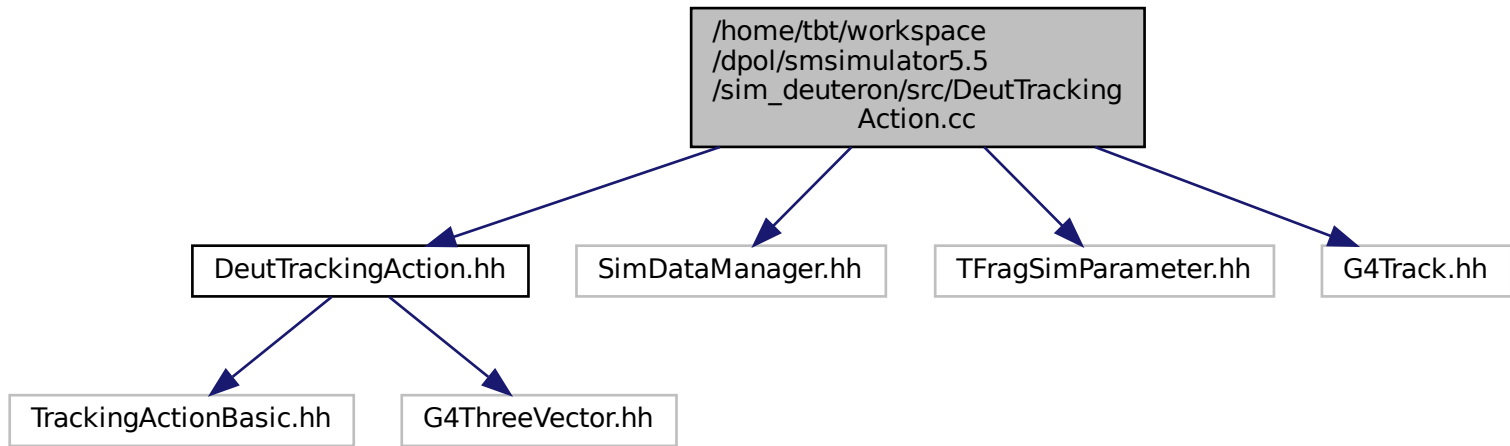 /home/tbt/workspace
/dpol/smsimulator5.5
/sim_deuteron/src/DeutTracking
Action.cc
DeutTrackingAction.hh
SimDataManager.hh
TFragSimParameter.hh
G4Track.hh
TrackingActionBasic.hh
G4ThreeVector.hh